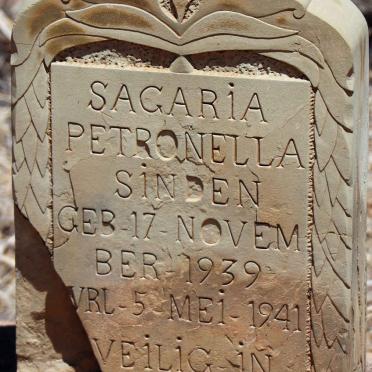 SAGARiA
PETRONELLA
SiNDEN
GEB-17-NOVEM
BER-1939-
VRL-5-MEi-1941
VEiLiG iN